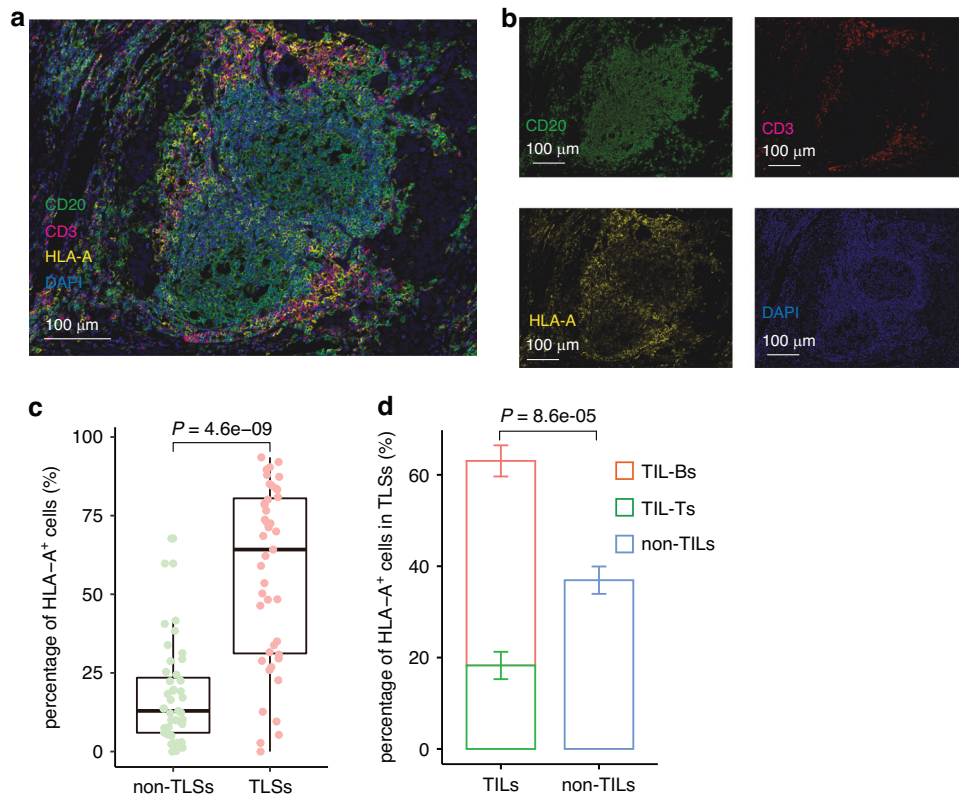 a
CD20
CD3
HLA-A
DAPI
100 μm
b
CD20
100 μm
CD3
100 μm
HLA-A
100 μm
DAPI
100 μm
c
P = 4.6e−09
percentage of HLA−A⁺ cells (%)
100
75
50
25
0
non-TLSs
TLSs
d
P = 8.6e-05
percentage of HLA−A⁺ cells in TLSs (%)
60
40
20
0
TILs
non-TILs
TIL-Bs
TIL-Ts
non-TILs